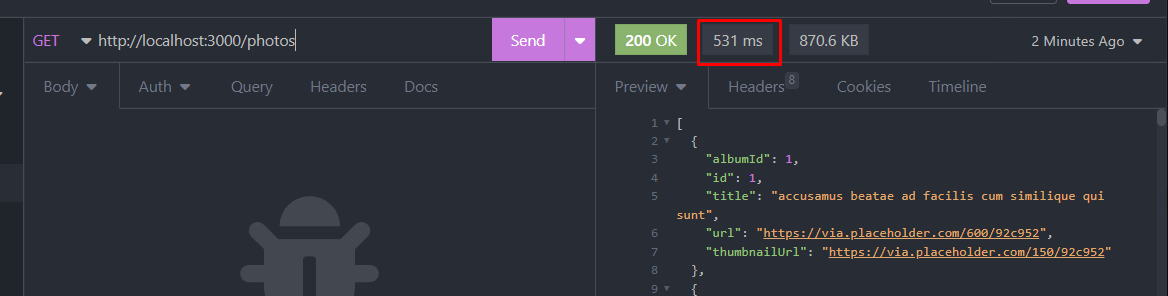 GET http://localhost:3000/photos Send 200 OK 531 ms 870.6 KB 2 Minutes Ago
Body Auth Query Headers Docs Preview Headers 8 Cookies Timeline
1 [
2 {
3 "albumId": 1,
4 "id": 1,
5 "title": "accusamus beatae ad facilis cum similique qui
sunt",
6 "url": "https://via.placeholder.com/600/92c952",
7 "thumbnailUrl": "https://via.placeholder.com/150/92c952"
8 },
9 {